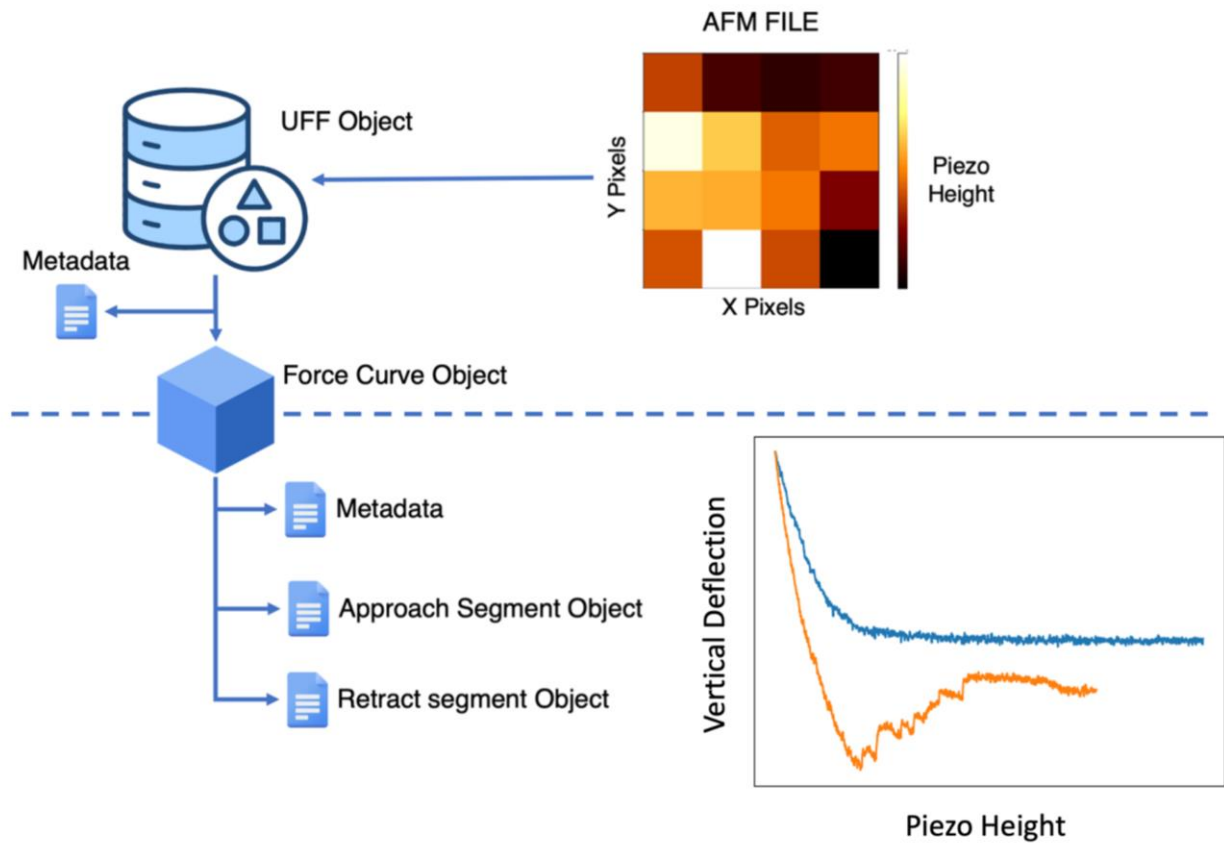 AFM FILE
UFF Object
Y Pixels
Piezo
Height
X Pixels
Metadata
Force Curve Object
Metadata
Approach Segment Object
Retract segment Object
Vertical Deflection
Piezo Height